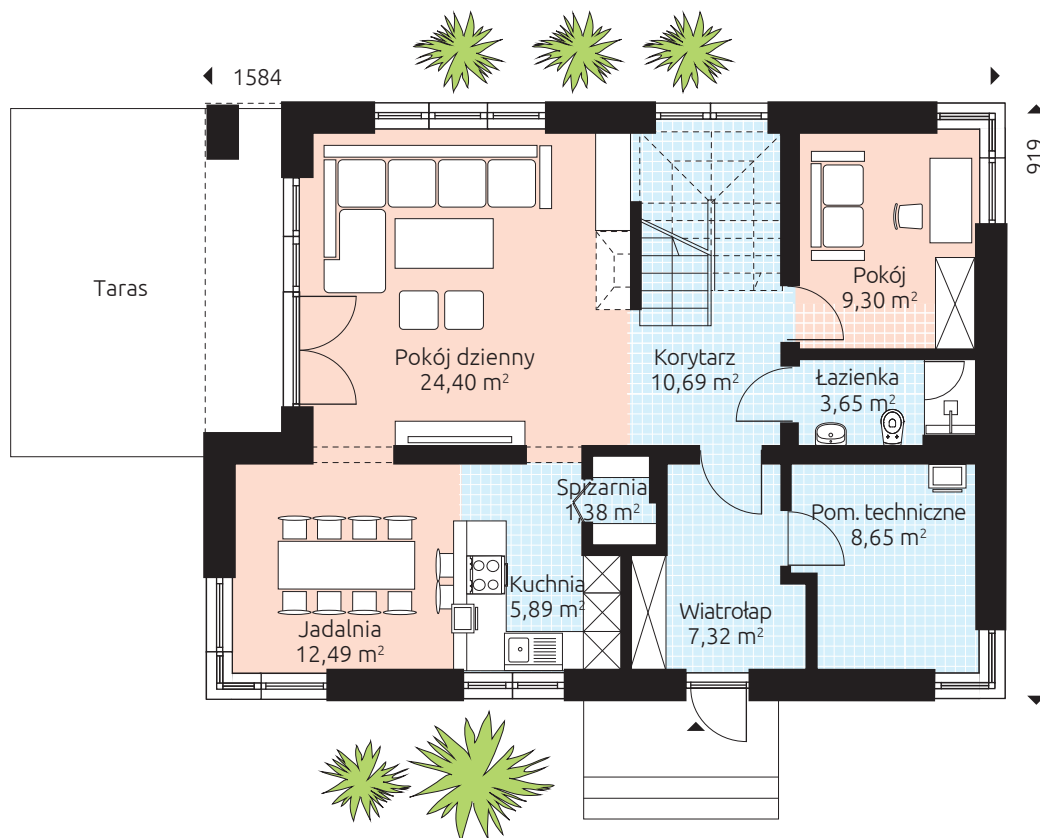 1584
919
Taras
Pokój
9,30 m²
Pokój dzienny
24,40 m²
Korytarz
10,69 m²
Łazienka
3,65 m²
Spiżarnia
1,38 m²
Pom. techniczne
8,65 m²
Kuchnia
5,89 m²
Wiatrołap
7,32 m²
Jadalnia
12,49 m²